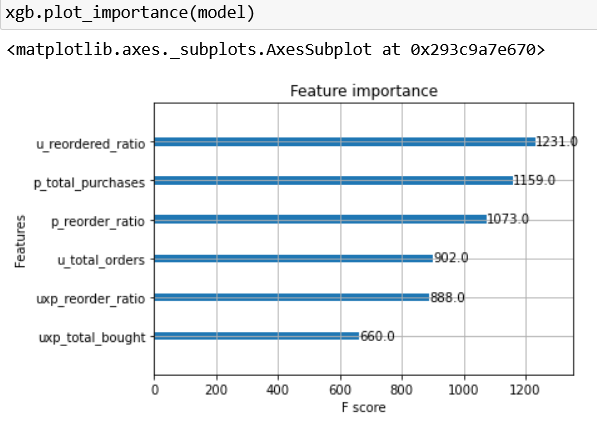 xgb.plot_importance(model)
<matplotlib.axes._subplots.AxesSubplot at 0x293c9a7e670>
Feature importance
u_reordered_ratio 1231.0
p_total_purchases 1159.0
p_reorder_ratio 1073.0
u_total_orders 902.0
uxp_reorder_ratio 888.0
uxp_total_bought 660.0
Features
0 200 400 600 800 1000 1200
F score